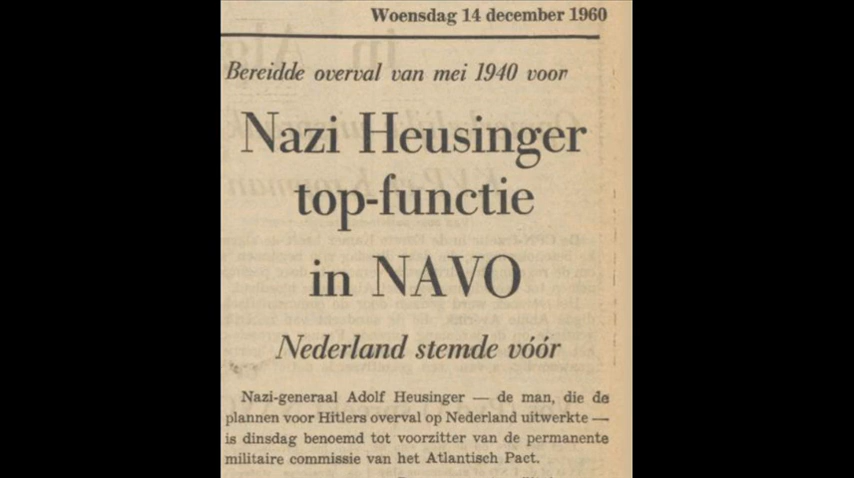 Woensdag 14 december 1960
Bereidde overval van mei 1940 voor
Nazi Heusinger
top-functie
in NAVO
Nederland stemde vóór
Nazi-generaal Adolf Heusinger — de man, die de
plannen voor Hitlers overval op Nederland uitwerkte —
is dinsdag benoemd tot voorzitter van de permanente
militaire commissie van het Atlantisch Pact.